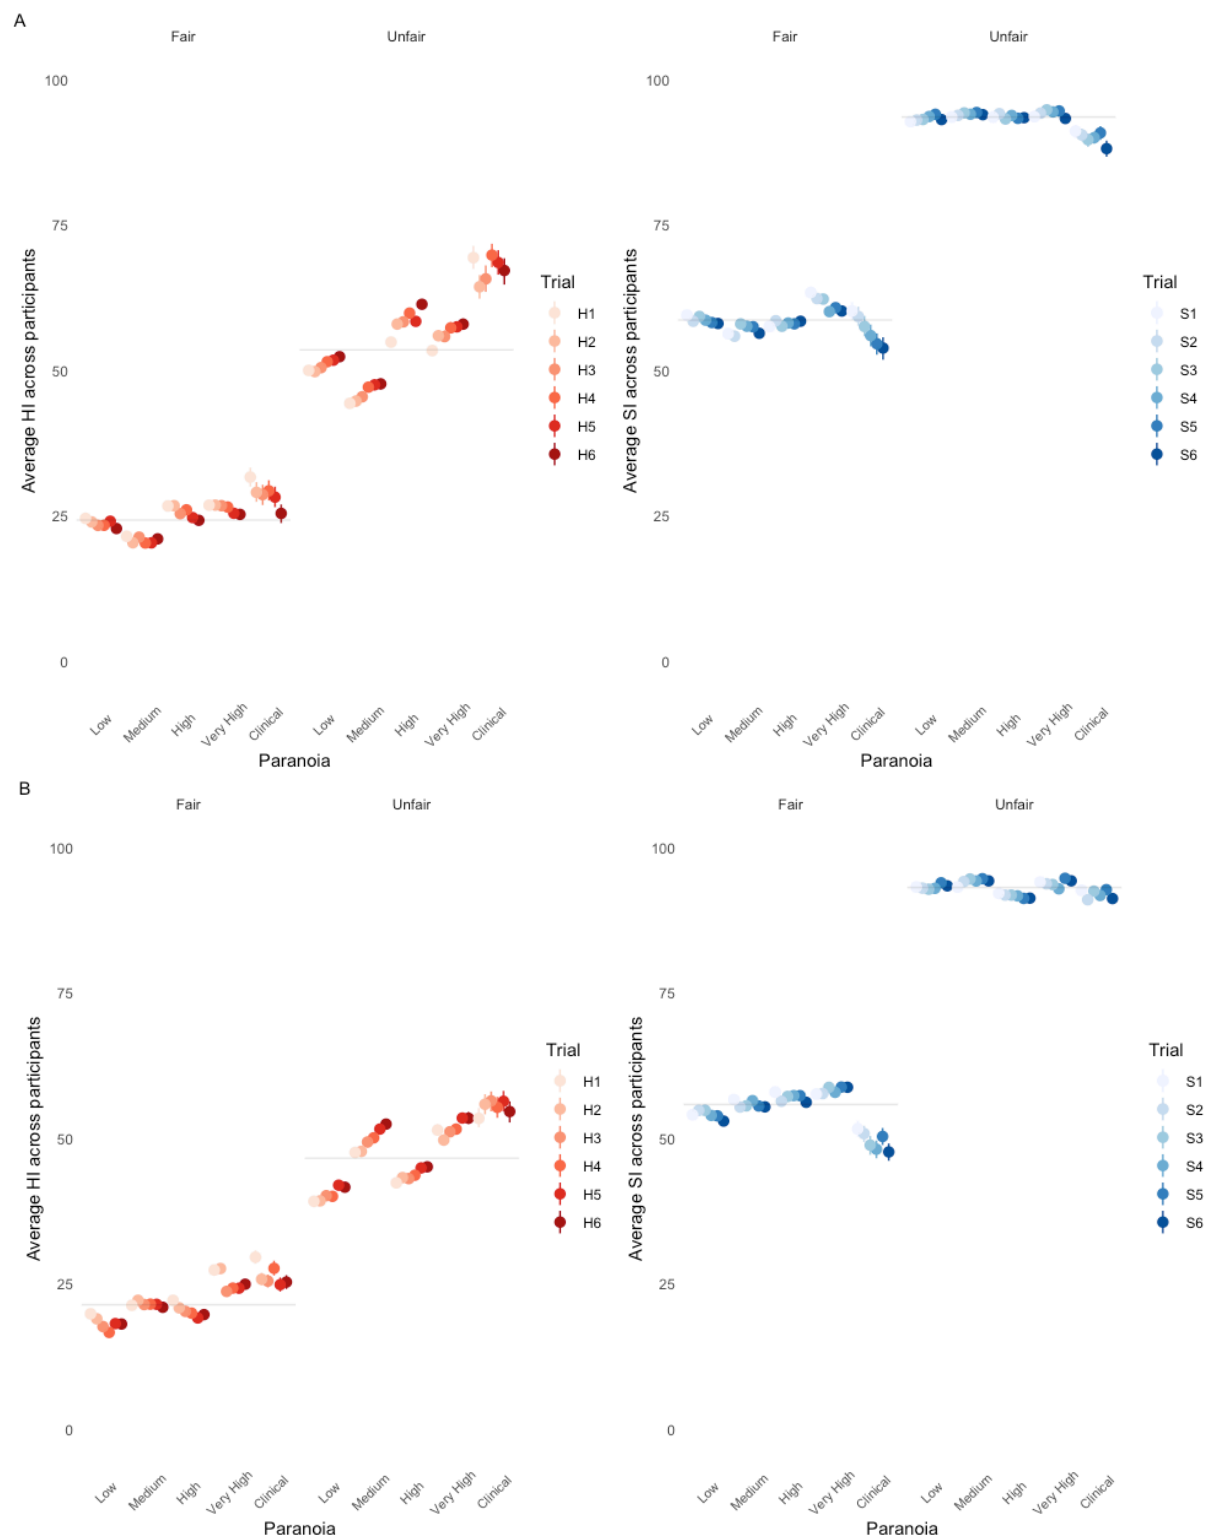 A
Fair
Unfair
100
75
50
25
0
Average HI across participants
Low
Medium
High
Very High
Clinical
Low
Medium
High
Very High
Clinical
Paranoia
Trial
H1
H2
H3
H4
H5
H6
Fair
Unfair
100
75
50
25
0
Average SI across participants
Low
Medium
High
Very High
Clinical
Low
Medium
High
Very High
Clinical
Paranoia
Trial
S1
S2
S3
S4
S5
S6
B
Fair
Unfair
100
75
50
25
0
Average HI across participants
Low
Medium
High
Very High
Clinical
Low
Medium
High
Very High
Clinical
Paranoia
Trial
H1
H2
H3
H4
H5
H6
Fair
Unfair
100
75
50
25
0
Average SI across participants
Low
Medium
High
Very High
Clinical
Low
Medium
High
Very High
Clinical
Paranoia
Trial
S1
S2
S3
S4
S5
S6